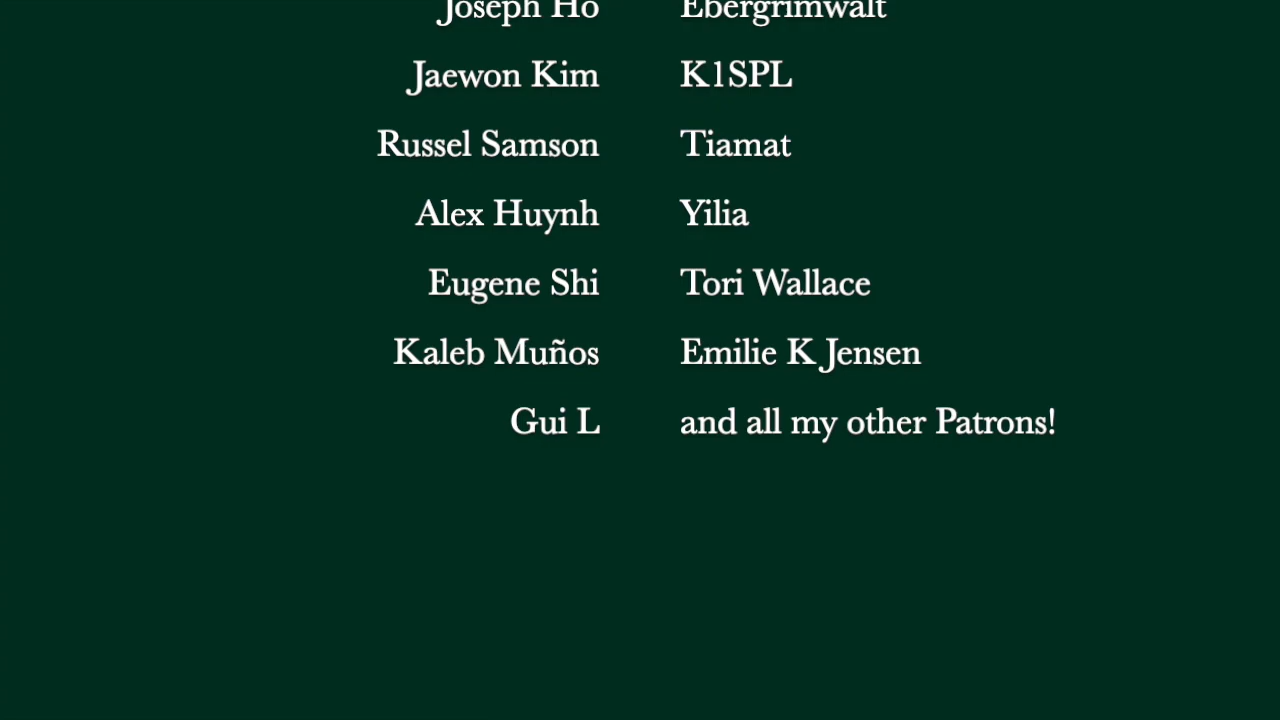 Joseph Ho Ebergrimwalt
Jaewon Kim K1SPL
Russel Samson Tiamat
Alex Huynh Yilia
Eugene Shi Tori Wallace
Kaleb Muños Emilie K Jensen
Gui L and all my other Patrons!